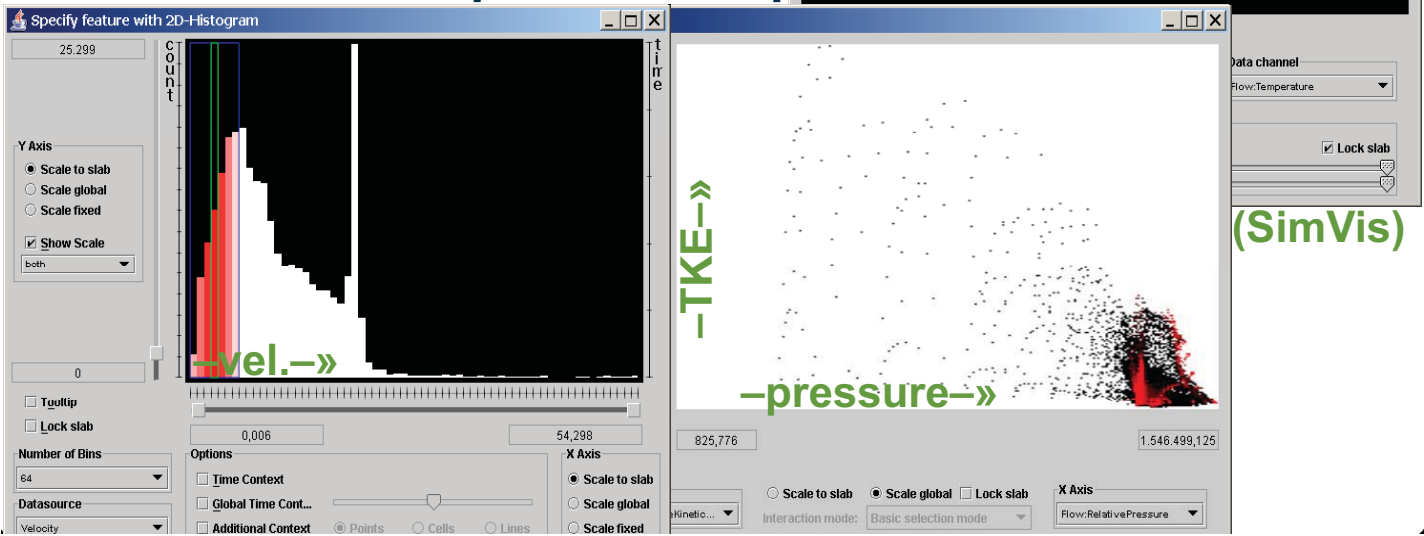 Specify feature with 2D-Histogram
25.299
count
time
Y Axis
Scale to slab
Scale global
Scale fixed
Show Scale
both
0
Tooltip
Lock slab
Number of Bins
64
Datasource
Velocity
–vel.–»
0,006
54,298
Options
Time Context
Global Time Cont...
Additional Context
Points
Cells
Lines
X Axis
Scale to slab
Scale global
Scale fixed
–TKE–»
–pressure–»
825,776
1.546.499,125
eKinetic...
Scale to slab
Scale global
Lock slab
Interaction mode:
Basic selection mode
X Axis
Flow:RelativePressure
Data channel
Flow:Temperature
Lock slab
(SimVis)